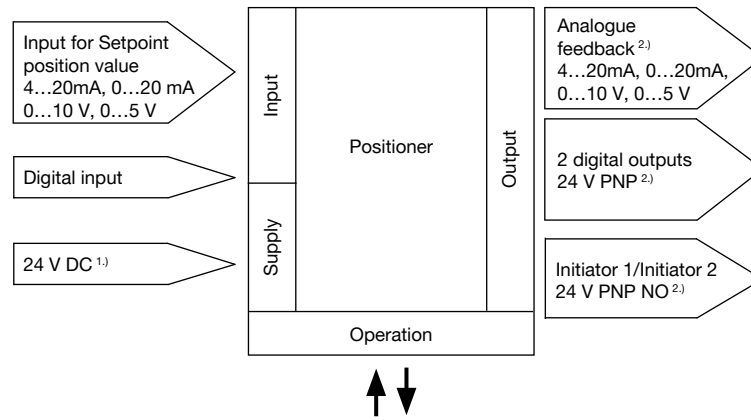 Input for Setpoint
position value
4…20mA, 0…20 mA
0…10 V, 0…5 V
Digital input
24 V DC 1.)
Input
Supply
Positioner
Output
Operation
Analogue
feedback 2.)
4…20mA, 0…20mA,
0…10 V, 0…5 V
2 digital outputs
24 V PNP 2.)
Initiator 1/Initiator 2
24 V PNP NO 2.)